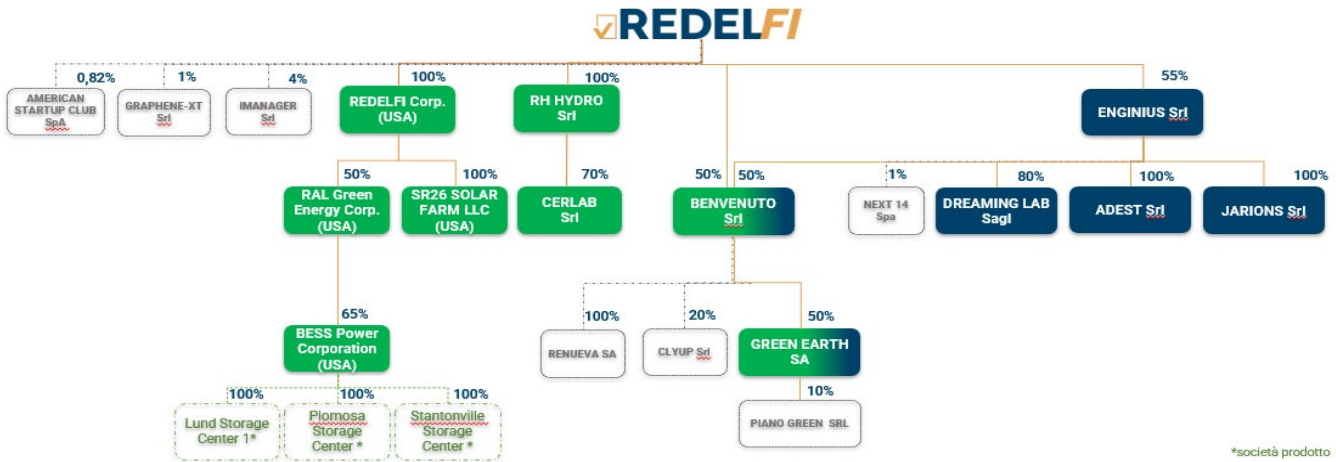 REDELFI
0,82%
1%
4%
100%
100%
55%
AMERICAN
STARTUP CLUB
SpA
GRAPHENE-XT
Srl
IMANAGER
Srl
REDELFI Corp.
(USA)
RH HYDRO
Srl
ENGINIUS Srl
50%
100%
70%
50%
50%
1%
80%
100%
100%
RAL Green
Energy Corp.
(USA)
SR26 SOLAR
FARM LLC
(USA)
CERLAB
Srl
BENVENUTO
Srl
NEXT 14
Spa
DREAMING LAB
Sagl
ADEST Srl
JARIONS Srl
65%
100%
20%
50%
BESS Power
Corporation
(USA)
RENUEVA SA
CLYUP Srl
GREEN EARTH
SA
100%
100%
100%
10%
Lund Storage
Center 1*
Plomosa
Storage
Center *
Stantonville
Storage
Center *
PIANO GREEN SRL
*società prodotto